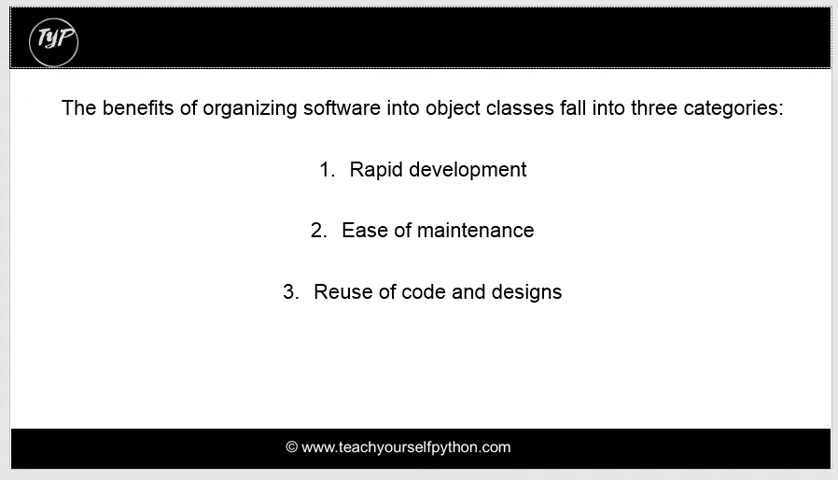 TYP
The benefits of organizing software into object classes fall into three categories:
1. Rapid development
2. Ease of maintenance
3. Reuse of code and designs
© www.teachyourselfpython.com